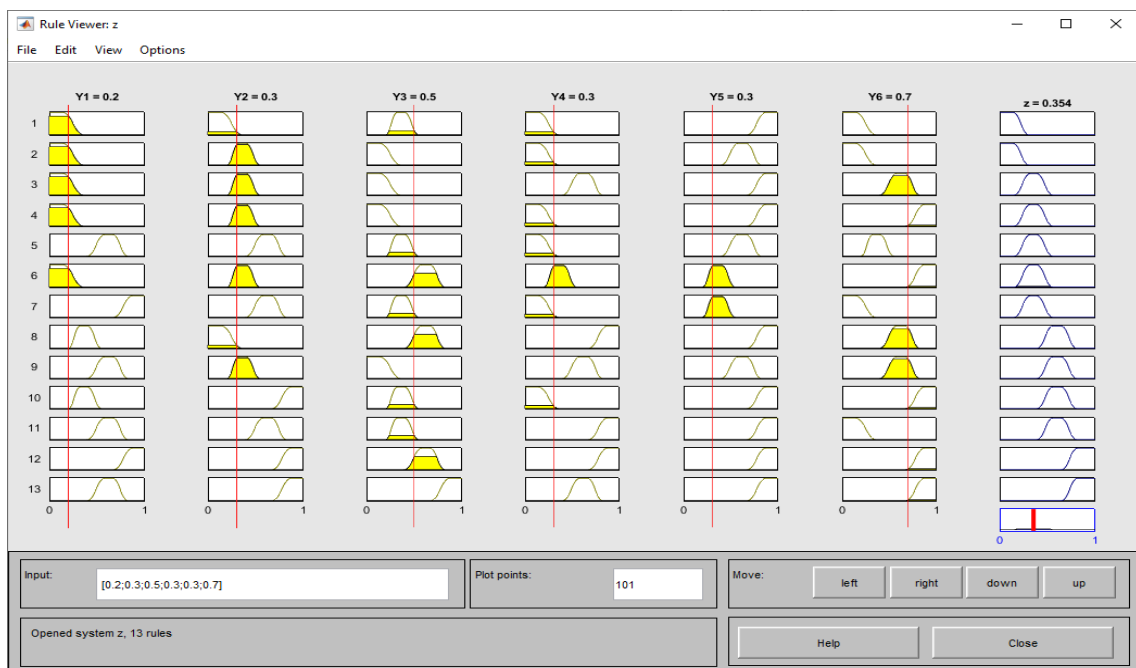 Rule Viewer: z
File Edit View Options
Y1 = 0.2 Y2 = 0.3 Y3 = 0.5 Y4 = 0.3 Y5 = 0.3 Y6 = 0.7 z = 0.354
1
2
3
4
5
6
7
8
9
10
11
12
13
0 1 0 1 0 1 0 1 0 1 0 1
0 1
Input: [0.2;0.3;0.5;0.3;0.3;0.7] Plot points: 101 Move: left right down up
Opened system z, 13 rules Help Close